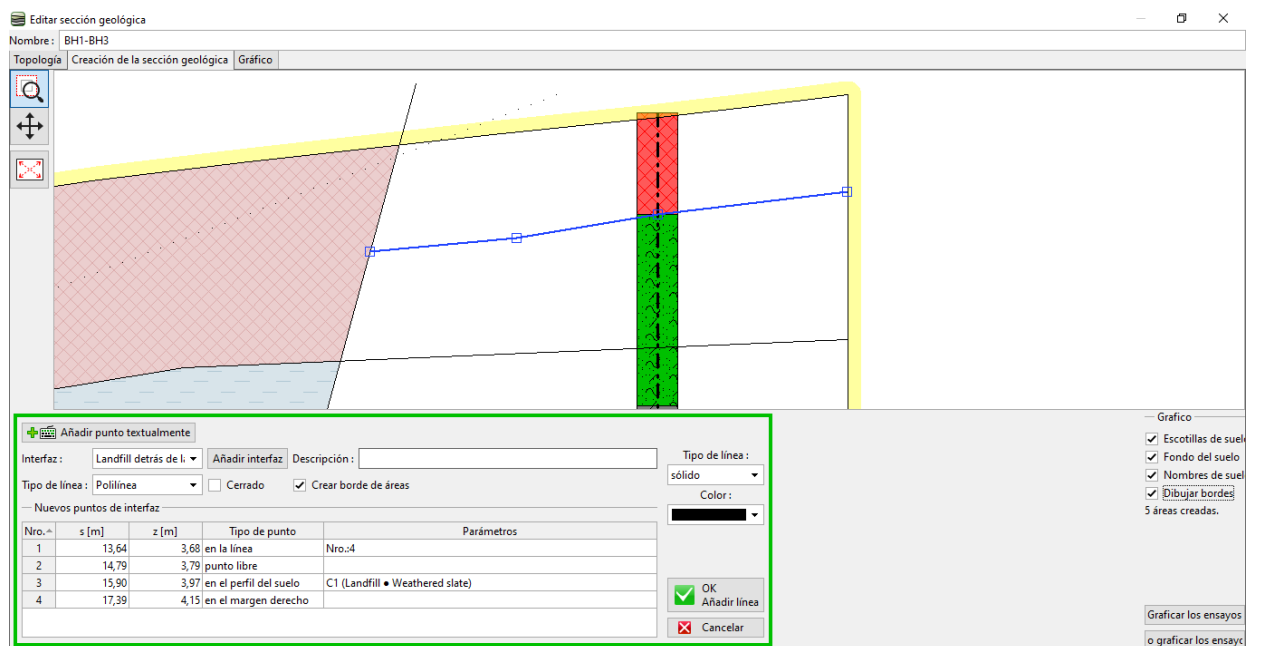 Editar sección geológica
Nombre : BH1-BH3
Topología Creación de la sección geológica Gráfico
Añadir punto textualmente
Interfaz : Landfill detrás de l Añadir interfaz Descripción :
Tipo de línea : Polilínea Cerrado Crear borde de áreas
Nuevos puntos de interfaz
Nro. s [m] z [m] Tipo de punto Parámetros
1 13,64 3,68 en la línea Nro.:4
2 14,79 3,79 punto libre
3 15,90 3,97 en el perfil del suelo C1 (Landfill ● Weathered slate)
4 17,39 4,15 en el margen derecho
Tipo de línea :
sólido
Color :
OK
Añadir línea
Cancelar
Grafico
Escotillas de suel
Fondo del suelo
Nombres de suel
Dibujar bordes
5 áreas creadas.
Graficar los ensayos
o graficar los ensayo